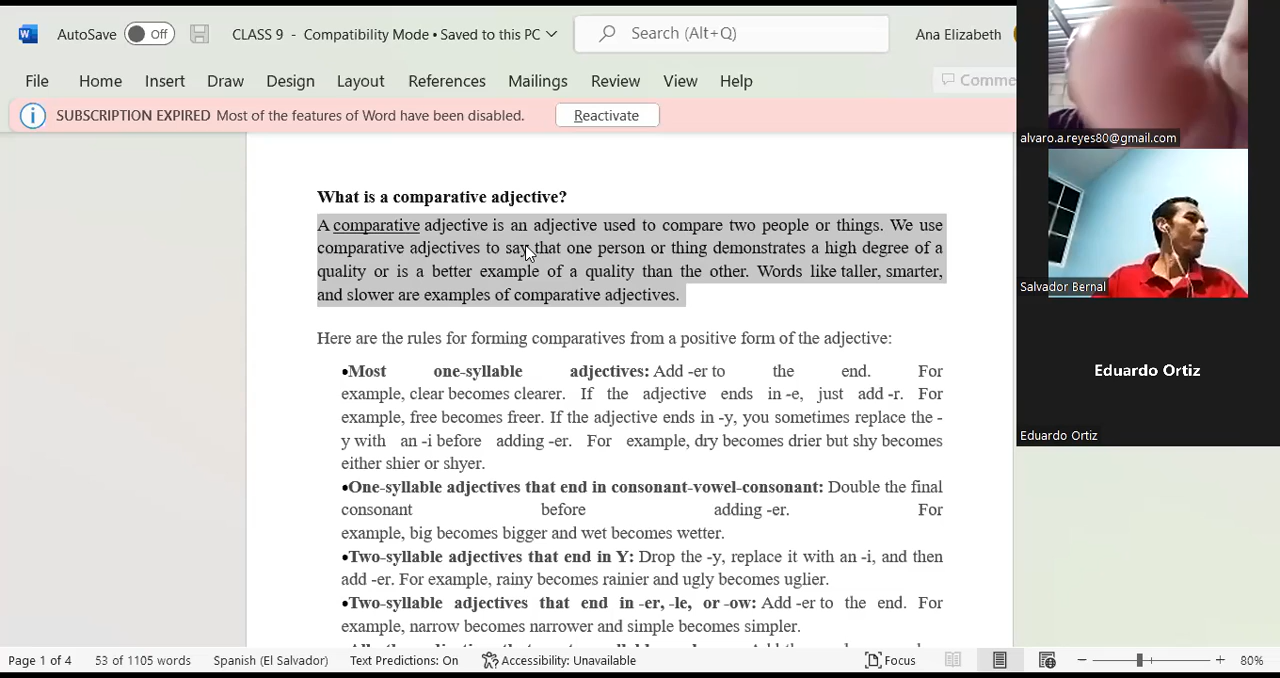 AutoSave Off CLASS 9 - Compatibility Mode • Saved to this PC Search (Alt+Q) Ana Elizabeth
File Home Insert Draw Design Layout References Mailings Review View Help Comme
SUBSCRIPTION EXPIRED Most of the features of Word have been disabled. Reactivate
What is a comparative adjective?
A comparative adjective is an adjective used to compare two people or things. We use
comparative adjectives to say that one person or thing demonstrates a high degree of a
quality or is a better example of a quality than the other. Words like taller, smarter,
and slower are examples of comparative adjectives.
Here are the rules for forming comparatives from a positive form of the adjective:
•Most one-syllable adjectives: Add -er to the end. For
example, clear becomes clearer. If the adjective ends in -e, just add -r. For
example, free becomes freer. If the adjective ends in -y, you sometimes replace the -
y with an -i before adding -er. For example, dry becomes drier but shy becomes
either shier or shyer.
•One-syllable adjectives that end in consonant-vowel-consonant: Double the final
consonant before adding -er. For
example, big becomes bigger and wet becomes wetter.
•Two-syllable adjectives that end in Y: Drop the -y, replace it with an -i, and then
add -er. For example, rainy becomes rainier and ugly becomes uglier.
•Two-syllable adjectives that end in -er, -le, or -ow: Add -er to the end. For
example, narrow becomes narrower and simple becomes simpler.
Page 1 of 4 53 of 1105 words Spanish (El Salvador) Text Predictions: On Accessibility: Unavailable Focus 80%
alvaro.a.reyes80@gmail.com
Salvador Bernal
Eduardo Ortiz
Eduardo Ortiz